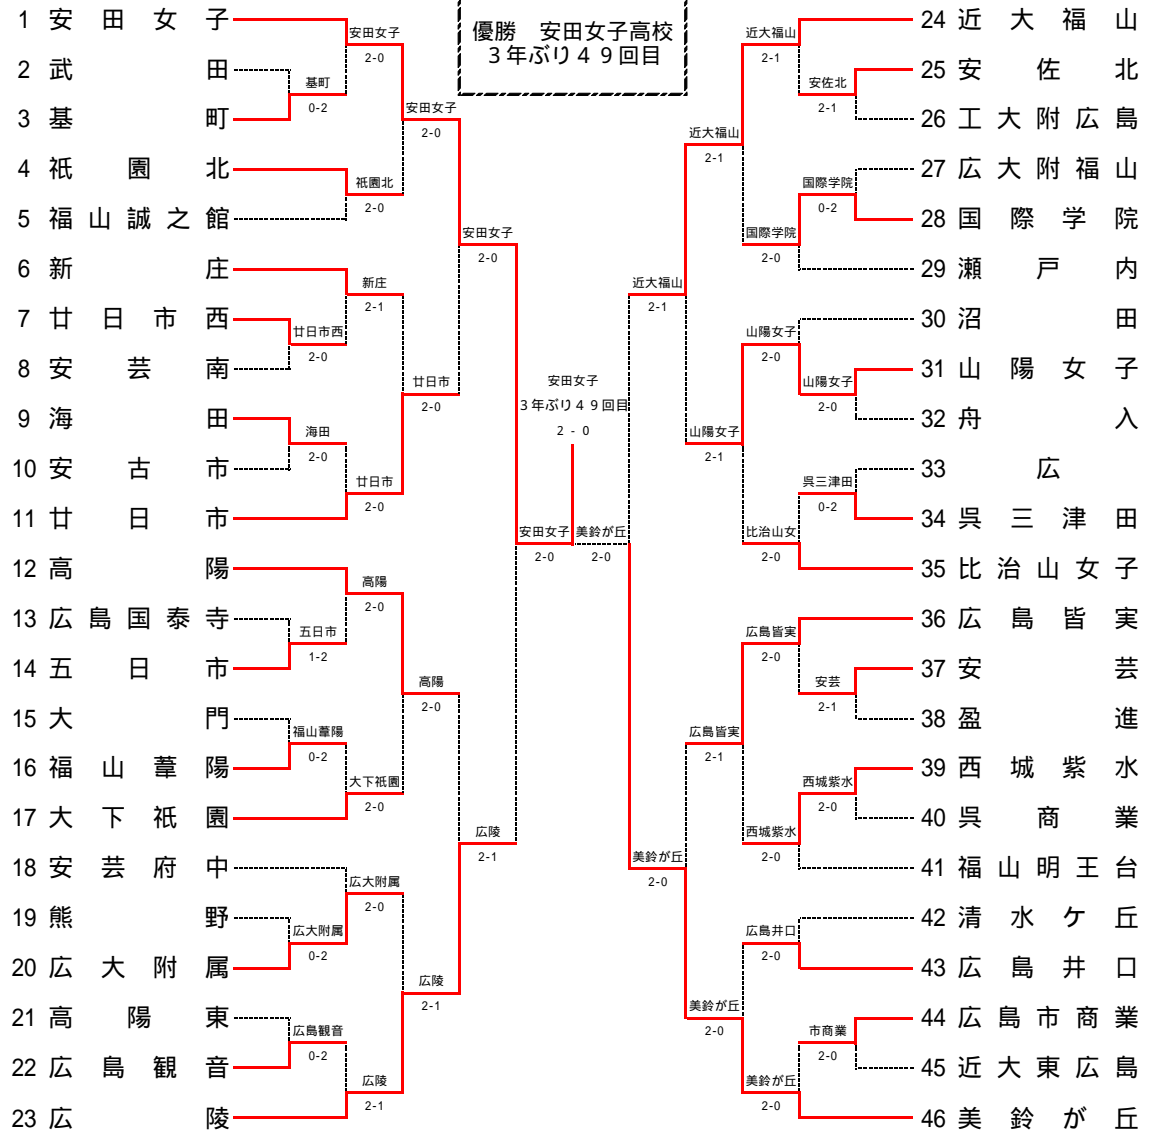 優勝 安田女子高校
3年ぶり49回目
1 安田女子
2 武田
3 基町
4 祇園北
5 福山誠之館
6 新庄
7 廿日市西
8 安芸南
9 海田
10 安古市
11 廿日市
12 高陽
13 広島国泰寺
14 五日市
15 大門
16 福山葦陽
17 大下祇園
18 安芸府中
19 熊野
20 広大附属
21 高陽東
22 広島観音
23 広陵
基町
0-2
廿日市西
2-0
海田
2-0
五日市
1-2
福山葦陽
0-2
広大附属
0-2
広島観音
0-2
安田女子
2-0
祇園北
2-0
新庄
2-1
廿日市
2-0
高陽
2-0
大下祇園
2-0
広大附属
2-0
広陵
2-1
安田女子
2-0
廿日市
2-0
高陽
2-0
広陵
2-1
安田女子
2-0
広陵
2-1
安田女子
2-0
安田女子
3年ぶり49回目
2 - 0
美鈴が丘
2-0
近大福山
2-1
美鈴が丘
2-0
近大福山
2-1
山陽女子
2-1
広島皆実
2-1
美鈴が丘
2-0
近大福山
2-1
国際学院
2-0
山陽女子
2-0
比治山女
2-0
広島皆実
2-0
西城紫水
2-0
広島井口
2-0
美鈴が丘
2-0
安佐北
2-1
国際学院
0-2
山陽女子
2-0
呉三津田
0-2
安芸
2-1
西城紫水
2-0
市商業
2-0
24 近大福山
25 安佐北
26 工大附広島
27 広大附福山
28 国際学院
29 瀬戸内
30 沼田
31 山陽女子
32 舟入
33 広
34 呉三津田
35 比治山女子
36 広島皆実
37 安芸
38 盈進
39 西城紫水
40 呉商業
41 福山明王台
42 清水ケ丘
43 広島井口
44 広島市商業
45 近大東広島
46 美鈴が丘